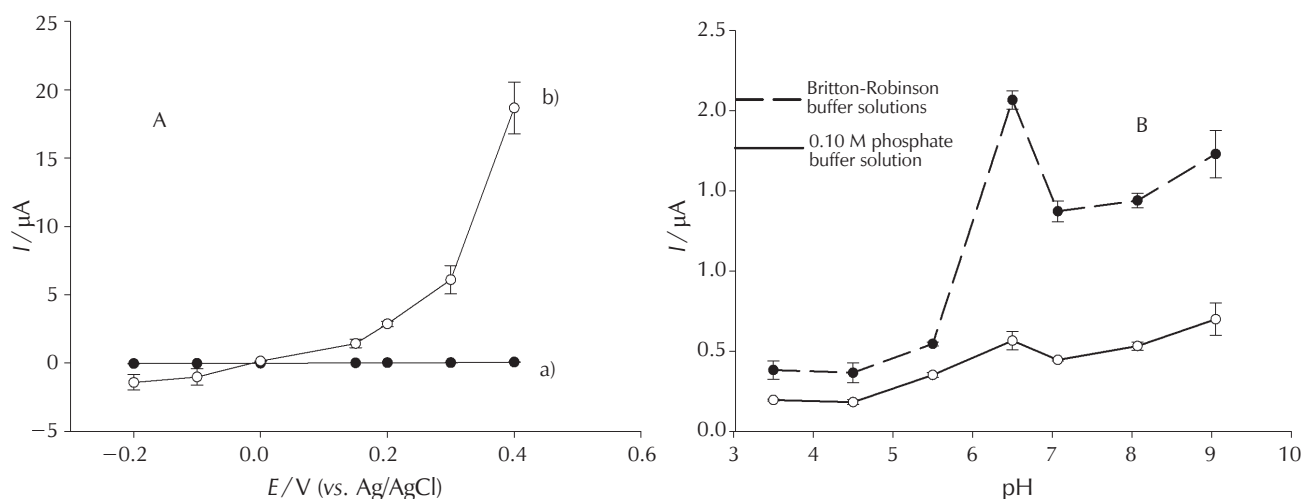 25
20
15
10
5
0
−5
I / μA
A
b)
a)
−0.2
0.0
0.2
0.4
0.6
E/V (vs. Ag/AgCl)
2.5
2.0
1.0
1.0
0.5
0.0
I / μA
Britton-Robinson
buffer solutions
0.10 M phosphate
buffer solution
B
3
4
5
6
7
8
9
10
pH